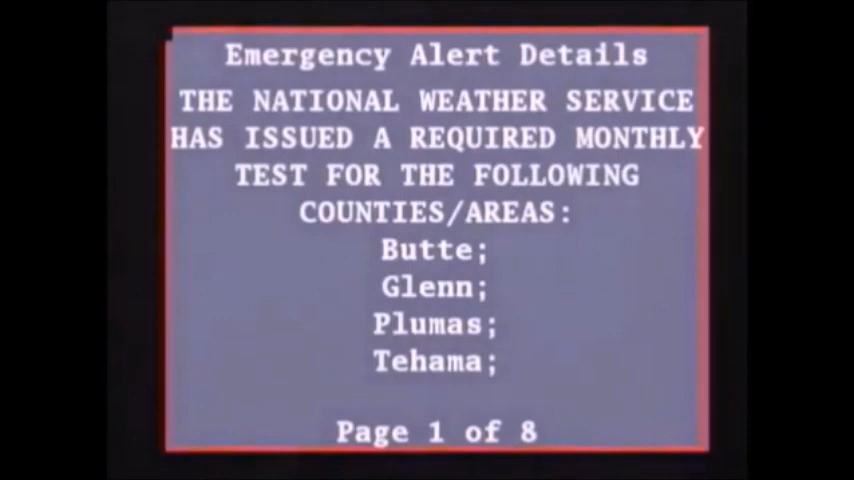 Emergency Alert Details
THE NATIONAL WEATHER SERVICE
HAS ISSUED A REQUIRED MONTHLY
TEST FOR THE FOLLOWING
COUNTIES/AREAS:
Butte;
Glenn;
Plumas;
Tehama;
Page 1 of 8